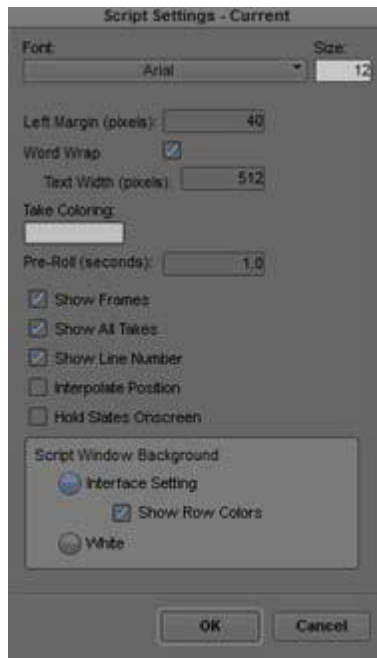 Script Settings - Current
Font: Size:
Arial 12
Left Margin (pixels): 40
Word Wrap
Text Width (pixels): 512
Take Coloring:
Pre-Roll (seconds): 1.0
Show Frames
Show All Takes
Show Line Number
Interpolate Position
Hold Slates Onscreen
Script Window Background
Interface Setting
Show Row Colors
White
OK Cancel